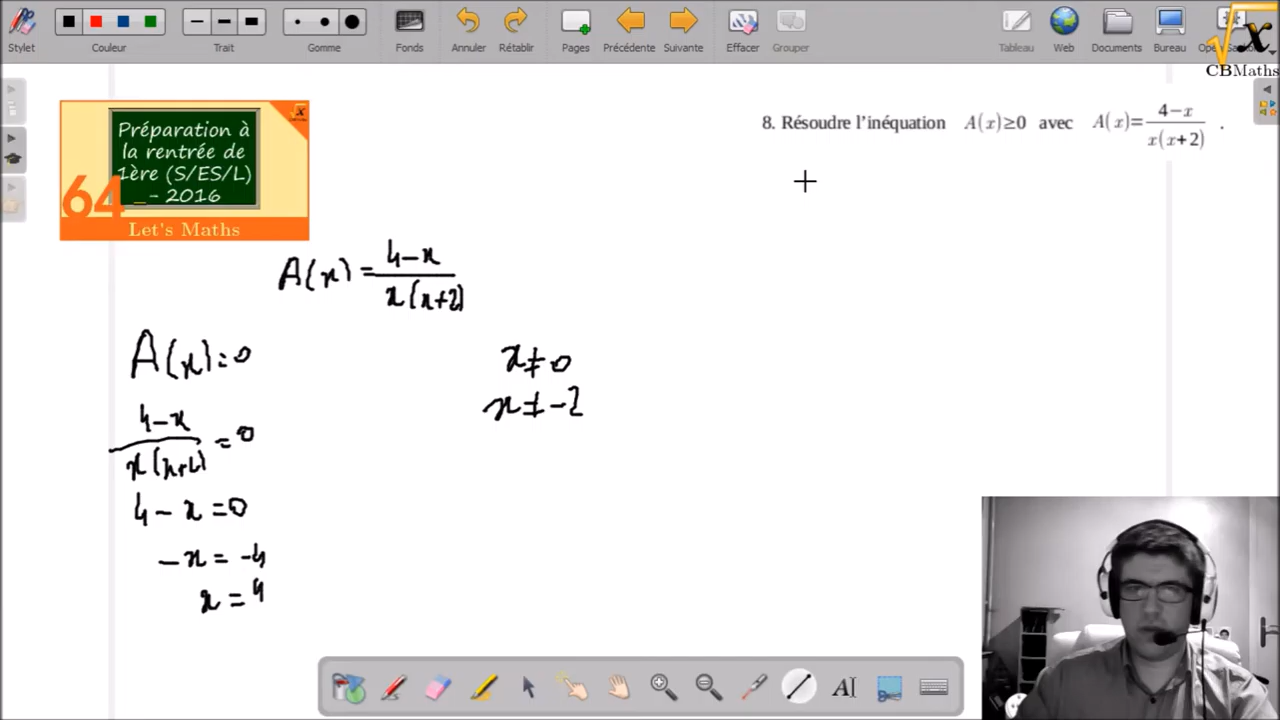 Stylet
Couleur
Trait
Gomme
Fonds
Annuler
Rétablir
Pages
Précédente
Suivante
Effacer
Grouper
Tableau
Web
Documents
Bureau
√x
CBMaths
Préparation à
la rentrée de
1ère (S/ES/L)
_ - 2016
64
Let's Maths
8. Résoudre l'inéquation A(x)≥0 avec A(x)=(4−x)/(x(x+2)) .
A(x) = (4−x)/(x(x+2))
A(x)=0
x≠0
x≠−2
(4−x)/(x(x+2)) = 0
4 − x = 0
−x = −4
x = 4